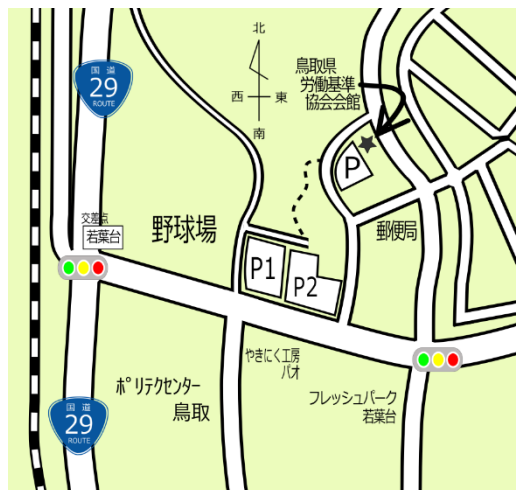 北
西 東
南
国道
29
ROUTE
鳥取県
労働基準
協会会館
P
交差点
若葉台
野球場
郵便局
P1
P2
やきにく工房
パオ
ポリテクセンター
鳥取
フレッシュパーク
若葉台
国道
29
ROUTE